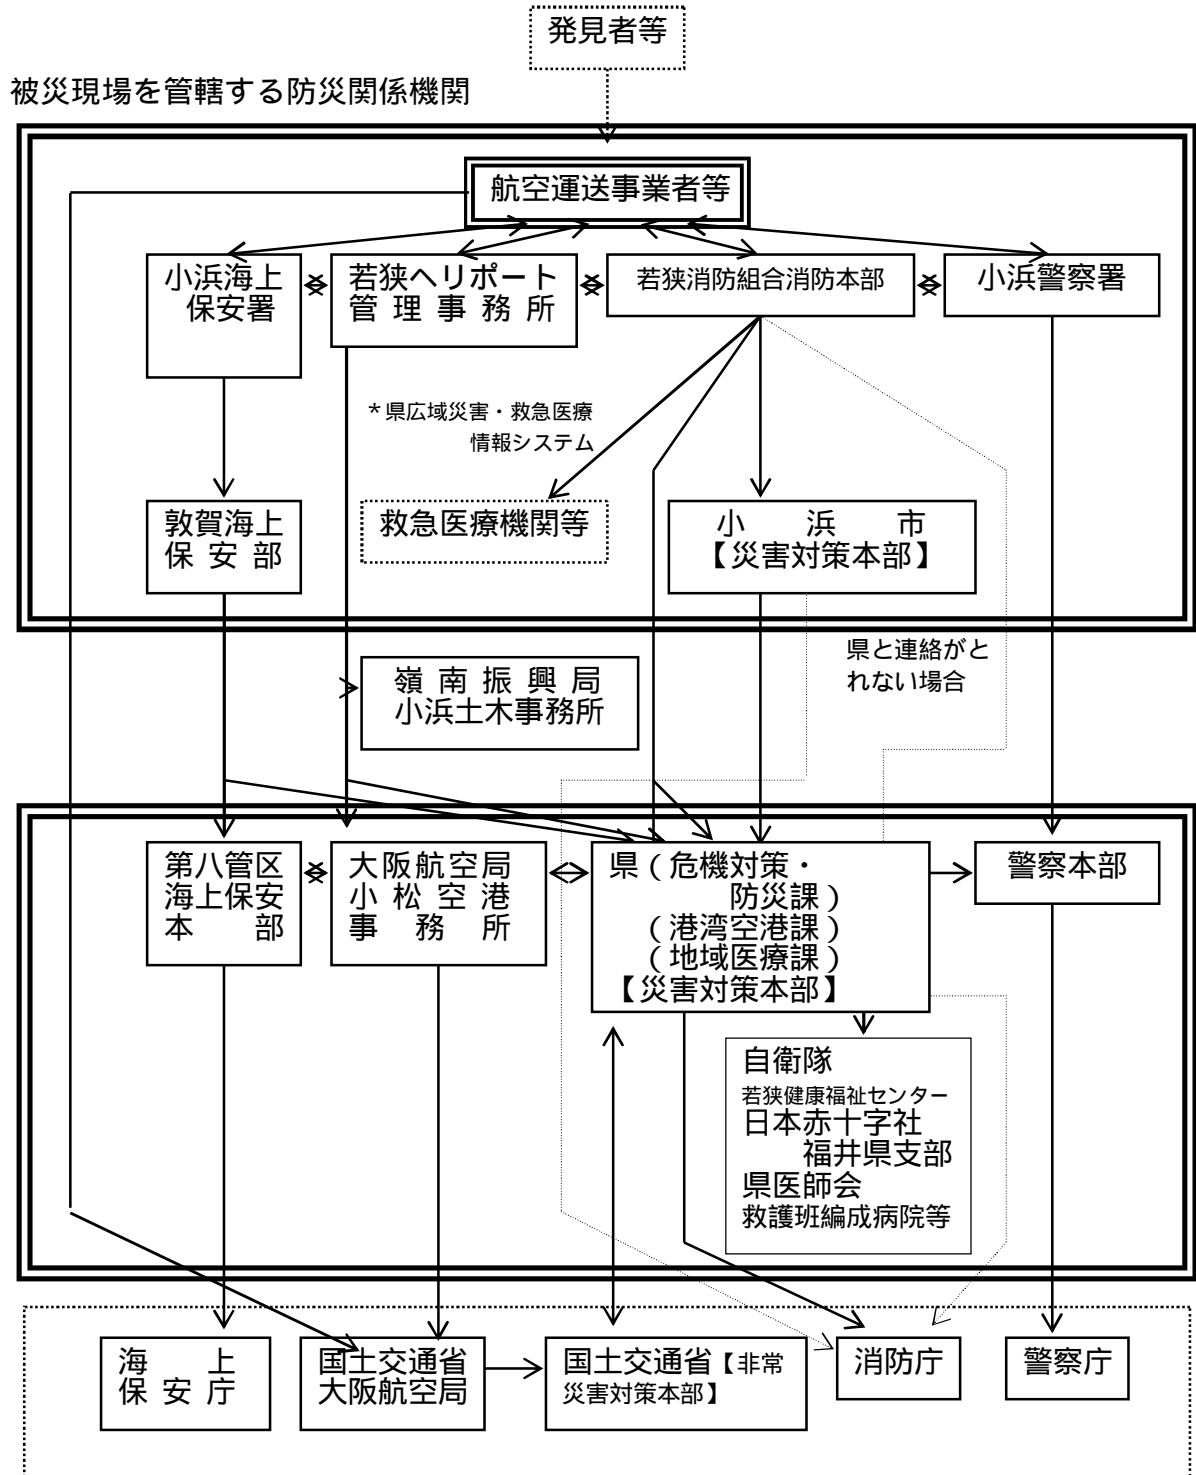 発見者等
被災現場を管轄する防災関係機関
航空運送事業者等
小浜海上
保安署
若狭ヘリポート
管理事務所
若狭消防組合消防本部
小浜警察署
*県広域災害・救急医療
情報システム
敦賀海上
保安部
救急医療機関等
小浜市
【災害対策本部】
県と連絡がと
れない場合
嶺南振興局
小浜土木事務所
第八管区
海上保安
本部
大阪航空局
小松空港
事務所
県(危機対策・
防災課)
(港湾空港課)
(地域医療課)
【災害対策本部】
警察本部
自衛隊
若狭健康福祉センター
日本赤十字社
福井県支部
県医師会
救護班編成病院等
海上
保安庁
国土交通省
大阪航空局
国土交通省【非常
災害対策本部】
消防庁
警察庁